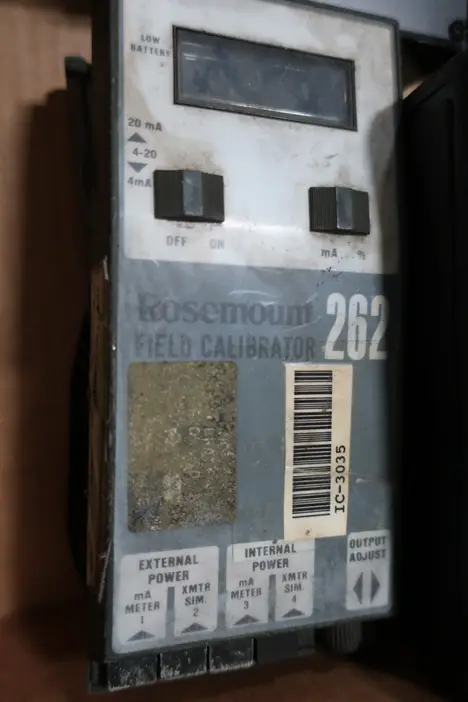 LOW
BATTERY
20 mA
4-20
4mA
OFF ON
mA %
Rosemount 262
FIELD CALIBRATOR
IC-3035
EXTERNAL
POWER
mA
METER
1
XMTR
SIM.
2
INTERNAL
POWER
mA
METER
3
XMTR
SIM.
4
OUTPUT
ADJUST